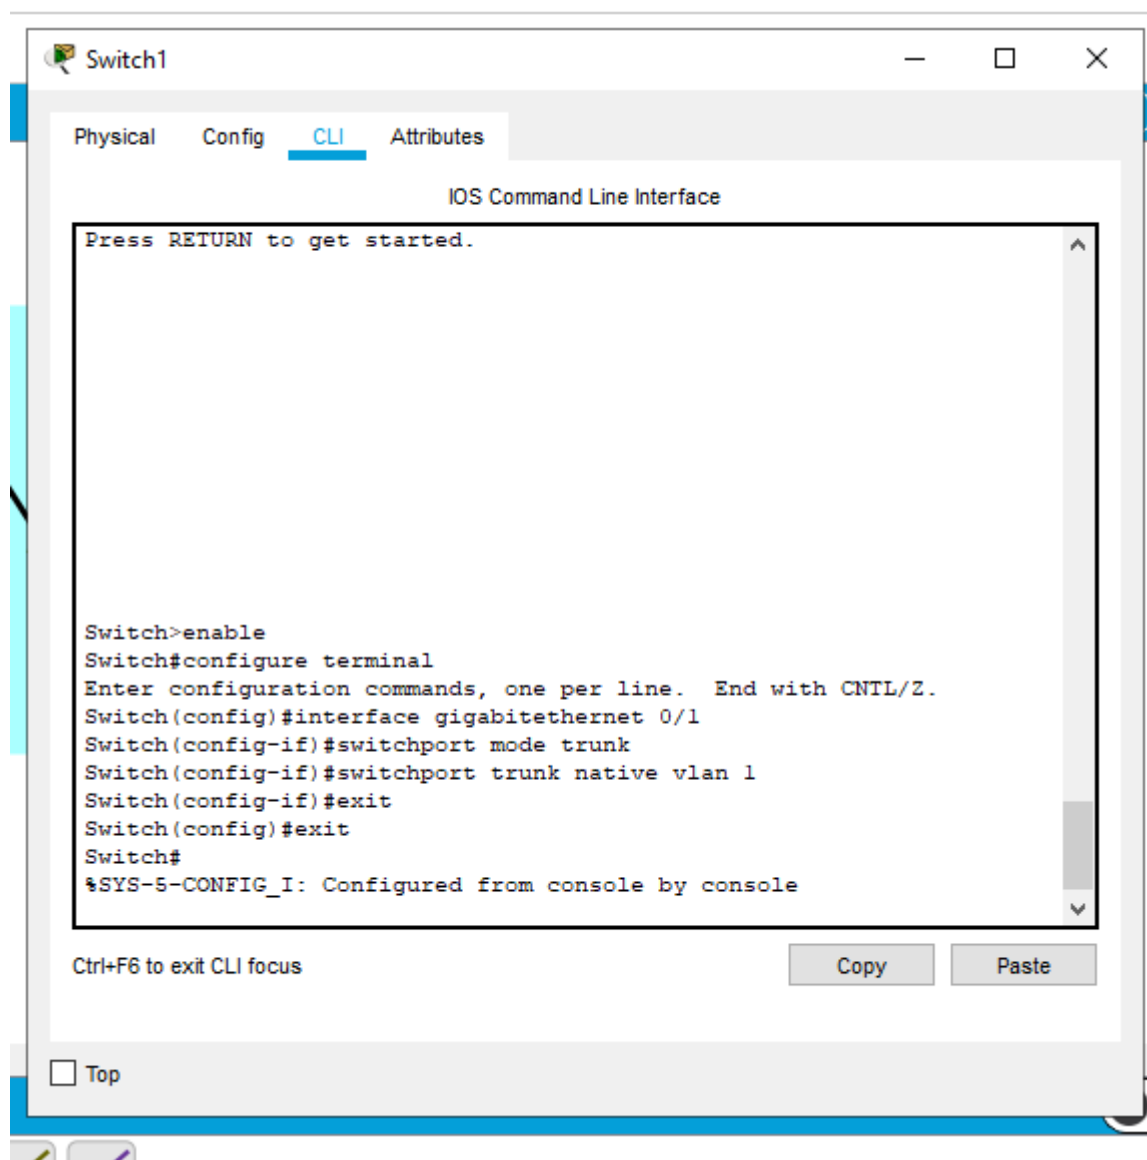 Switch1
Physical Config CLI Attributes
IOS Command Line Interface
Press RETURN to get started.
Switch>enable
Switch#configure terminal
Enter configuration commands, one per line.  End with CNTL/Z.
Switch(config)#interface gigabitethernet 0/1
Switch(config-if)#switchport mode trunk
Switch(config-if)#switchport trunk native vlan 1
Switch(config-if)#exit
Switch(config)#exit
Switch#
%SYS-5-CONFIG_I: Configured from console by console
Ctrl+F6 to exit CLI focus
Copy Paste
Top